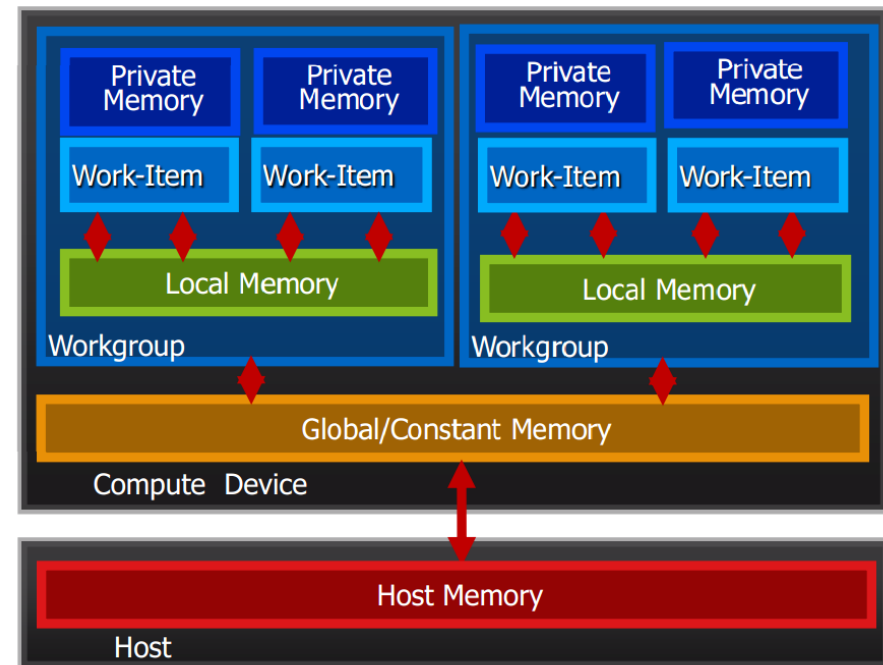 Private
Memory
Private
Memory
Private
Memory
Private
Memory
Work-Item
Work-Item
Work-Item
Work-Item
Local Memory
Local Memory
Workgroup
Workgroup
Global/Constant Memory
Compute Device
Host Memory
Host